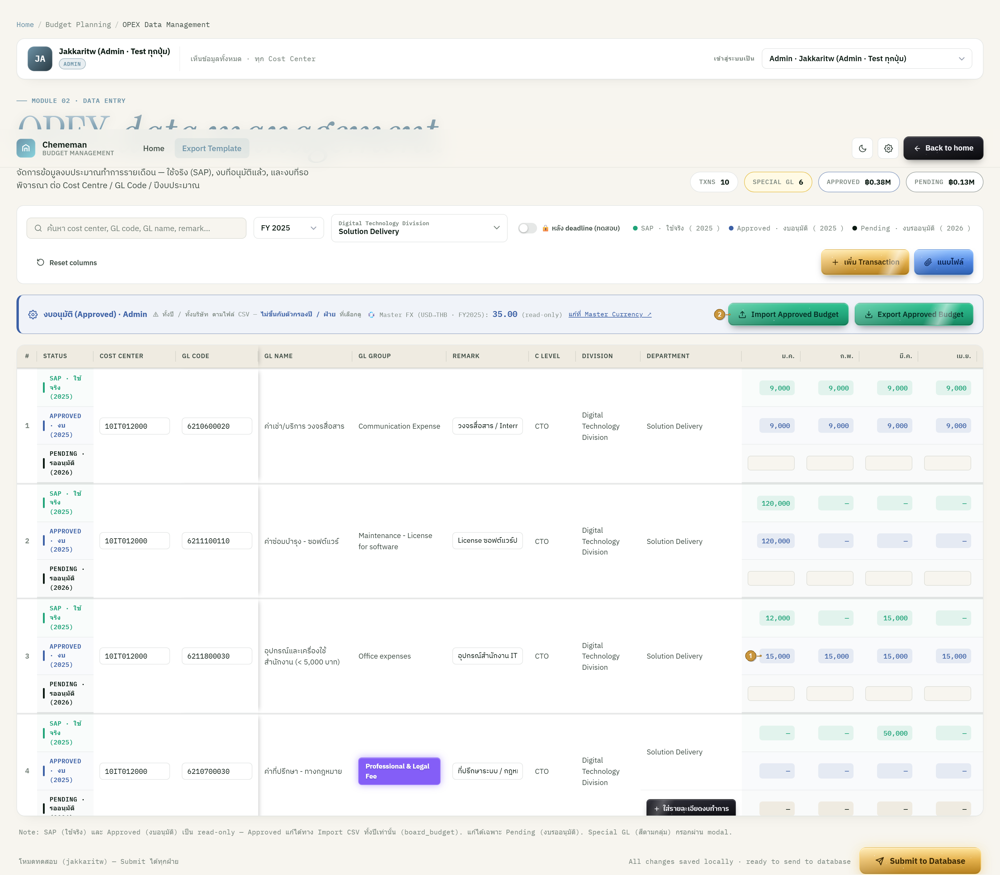 Home / Budget Planning / OPEX Data Management
JA
Jakkaritw (Admin · Test ทุกปุ่ม)
ADMIN
เห็นข้อมูลทั้งหมด · ทุก Cost Center
เข้าสู่ระบบเป็น
Admin · Jakkaritw (Admin · Test ทุกปุ่ม)
MODULE 02 · DATA ENTRY
OPEX data management
Chememan
BUDGET MANAGEMENT
Home
Export Template
Back to home
จัดการข้อมูลงบประมาณทำการรายเดือน — ใช้จริง (SAP), งบที่อนุมัติแล้ว, และงบที่รอ
พิจารณา ต่อ Cost Centre / GL Code / ปีงบประมาณ
TXNS 10
SPECIAL GL 6
APPROVED ฿0.38M
PENDING ฿0.13M
ค้นหา cost center, GL code, GL name, remark...
FY 2025
Digital Technology Division
Solution Delivery
🔒 หลัง deadline (ทดสอบ)
SAP · ใช้จริง ( 2025 )
Approved · งบอนุมัติ ( 2025 )
Pending · งบรออนุมัติ ( 2026 )
Reset columns
+ เพิ่ม Transaction
แนบไฟล์
งบอนุมัติ (Approved) · Admin
⚠ ทั้งปี / ทั้งบริษัท ตามไฟล์ CSV — ไม่ขึ้นกับตัวกรองปี / ฝ่าย ที่เลือกดู
Master FX (USD→THB · FY2025): 35.00 (read-only)
แก้ที่ Master Currency ↗
2
Import Approved Budget
Export Approved Budget
# STATUS COST CENTER GL CODE GL NAME GL GROUP REMARK C LEVEL DIVISION DEPARTMENT ม.ค. ก.พ. มี.ค. เม.ย.
1
SAP · ใช้
จริง
(2025)
APPROVED
· งบ
(2025)
PENDING ·
รออนุมัติ
(2026)
10IT012000
6210600020
ค่าเช่า/บริการ วงจรสื่อสาร
Communication Expense
วงจรสื่อสาร / Interr
CTO
Digital
Technology
Division
Solution Delivery
9,000 9,000 9,000 9,000
9,000 9,000 9,000 9,000
2
SAP · ใช้
จริง
(2025)
APPROVED
· งบ
(2025)
PENDING ·
รออนุมัติ
(2026)
10IT012000
6211100110
ค่าซ่อมบำรุง - ซอฟต์แวร์
Maintenance - License
for software
License ซอฟต์แวร์ป
CTO
Digital
Technology
Division
Solution Delivery
120,000 — — —
120,000 — — —
3
SAP · ใช้
จริง
(2025)
APPROVED
· งบ
(2025)
PENDING ·
รออนุมัติ
(2026)
10IT012000
6211800030
อุปกรณ์และเครื่องใช้
สำนักงาน (< 5,000 บาท)
Office expenses
อุปกรณ์สำนักงาน IT
CTO
Digital
Technology
Division
Solution Delivery
12,000 — 15,000 —
1
15,000 15,000 15,000 15,000
4
SAP · ใช้
จริง
(2025)
APPROVED
· งบ
(2025)
PENDING ·
รออนุมัติ
10IT012000
6210700030
ค่าที่ปรึกษา - ทางกฎหมาย
Professional & Legal
Fee
ที่ปรึกษาระบบ / กฎห
CTO
Digital
Technology
Division
Solution Delivery
+ ใส่รายละเอียดงบทำการ
— — 50,000 —
— — — —
— — — —
Note: SAP (ใช้จริง) และ Approved (งบอนุมัติ) เป็น read-only — Approved แก้ได้ทาง Import CSV ทั้งปีเท่านั้น (board_budget). แก้ได้เฉพาะ Pending (งบรออนุมัติ). Special GL (สีตามกลุ่ม) กรอกผ่าน modal.
โหมดทดสอบ (jakkaritw) — Submit ได้ทุกฝ่าย
All changes saved locally · ready to send to database
Submit to Database